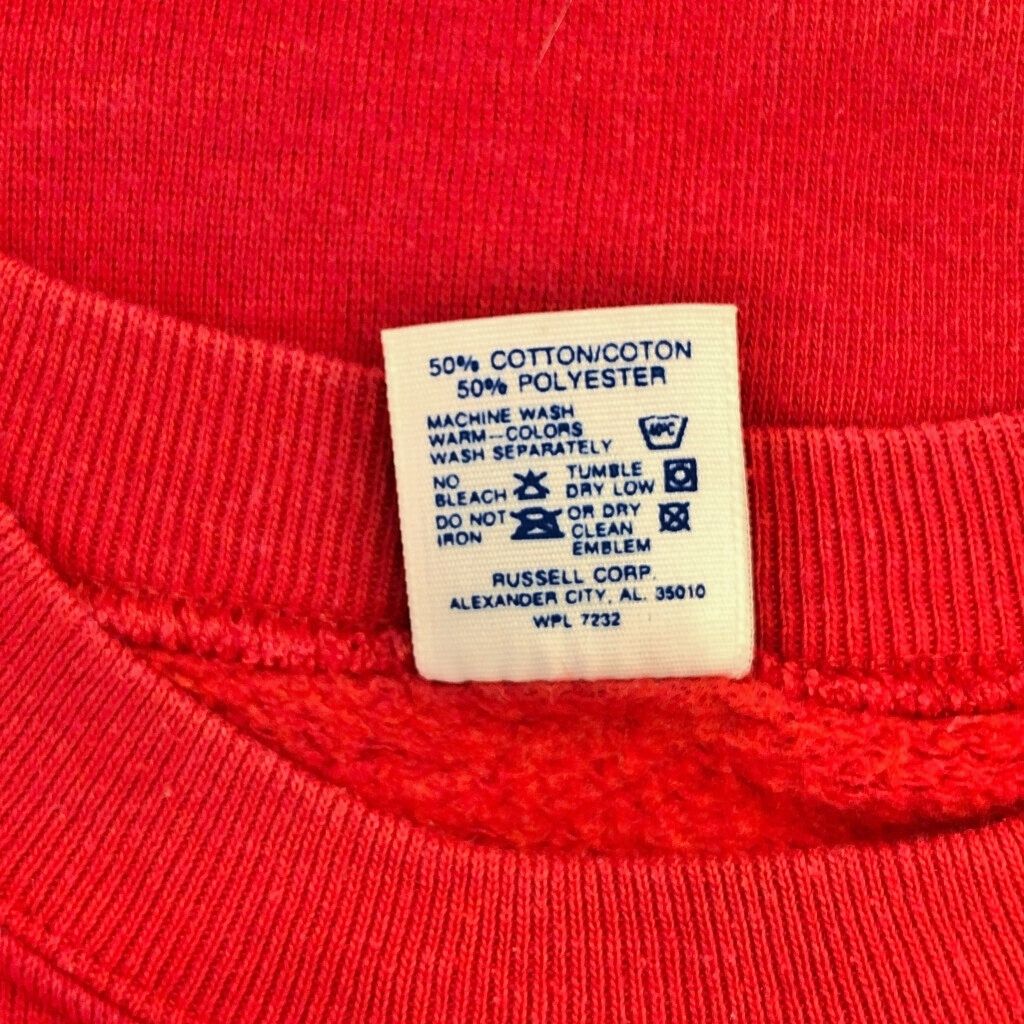 50% COTTON/COTON
50% POLYESTER
MACHINE WASH
WARM—COLORS
WASH SEPARATELY
40°C
NO
BLEACH
TUMBLE
DRY LOW
DO NOT
IRON
OR DRY
CLEAN
EMBLEM
RUSSELL CORP.
ALEXANDER CITY, AL. 35010
WPL 7232